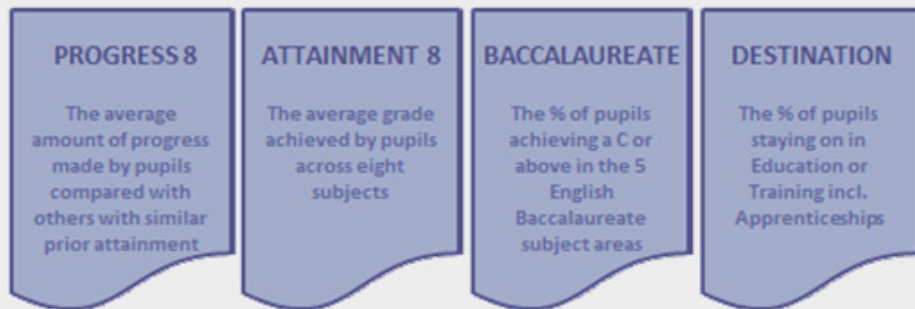 PROGRESS 8
The average
amount of progress
made by pupils
compared with
others with similar
prior attainment
ATTAINMENT 8
The average grade
achieved by pupils
across eight
subjects
BACCALAUREATE
The % of pupils
achieving a C or
above in the 5
English
Baccalaureate
subject areas
DESTINATION
The % of pupils
staying on in
Education or
Training incl.
Apprenticeships